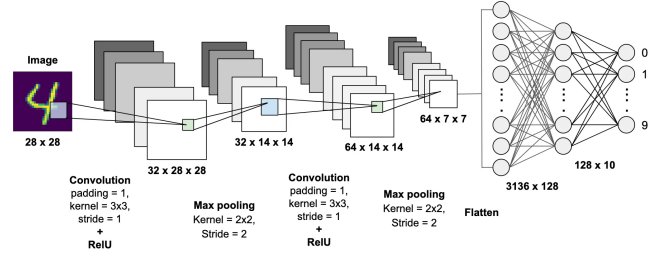 Image
28 x 28
Convolution
padding = 1,
kernel = 3x3,
stride = 1
+
RelU
32 x 28 x 28
Max pooling
Kernel = 2x2,
Stride = 2
32 x 14 x 14
Convolution
padding = 1,
kernel = 3x3,
stride = 1
+
RelU
64 x 14 x 14
Max pooling
Kernel = 2x2,
Stride = 2
64 x 7 x 7
Flatten
3136 x 128
128 x 10
0
1
9